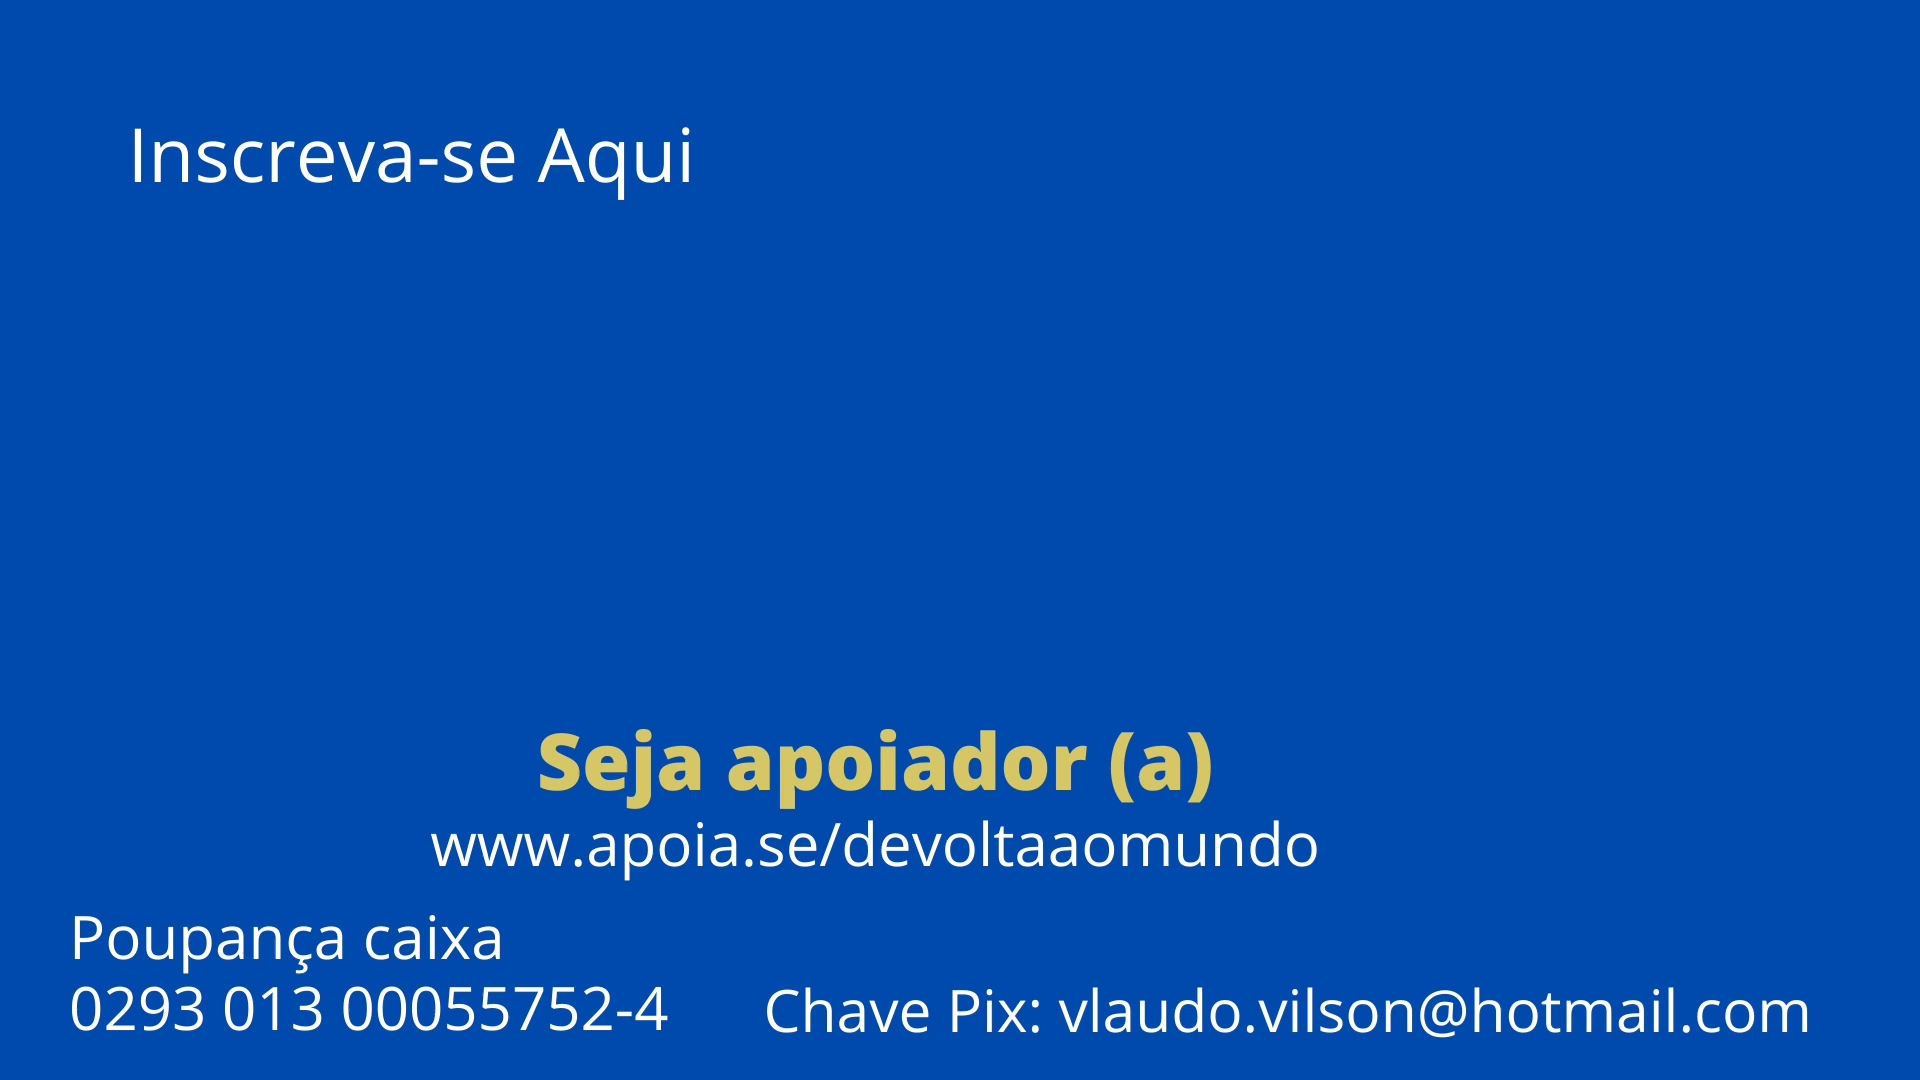 Inscreva-se Aqui
Seja apoiador (a)
www.apoia.se/devoltaaomundo
Poupança caixa
0293 013 00055752-4
Chave Pix: vlaudo.vilson@hotmail.com